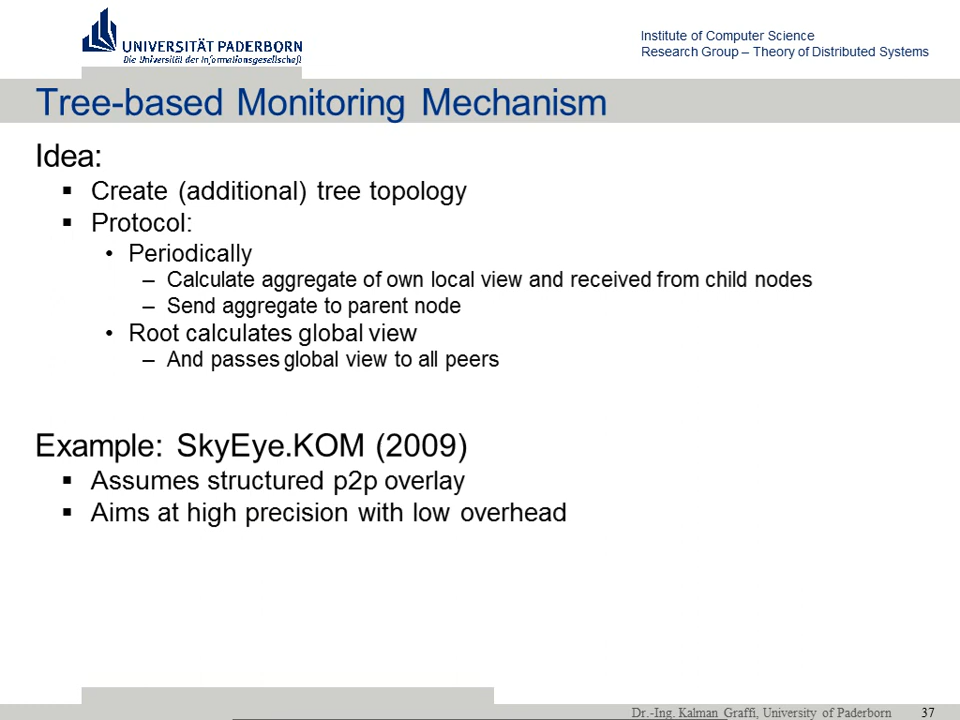 UNIVERSITÄT PADERBORN
Die Universität der Informationsgesellschaft
Institute of Computer Science
Research Group – Theory of Distributed Systems
Tree-based Monitoring Mechanism
Idea:
▪ Create (additional) tree topology
▪ Protocol:
• Periodically
– Calculate aggregate of own local view and received from child nodes
– Send aggregate to parent node
• Root calculates global view
– And passes global view to all peers
Example: SkyEye.KOM (2009)
▪ Assumes structured p2p overlay
▪ Aims at high precision with low overhead
Dr.-Ing. Kalman Graffi, University of Paderborn 37